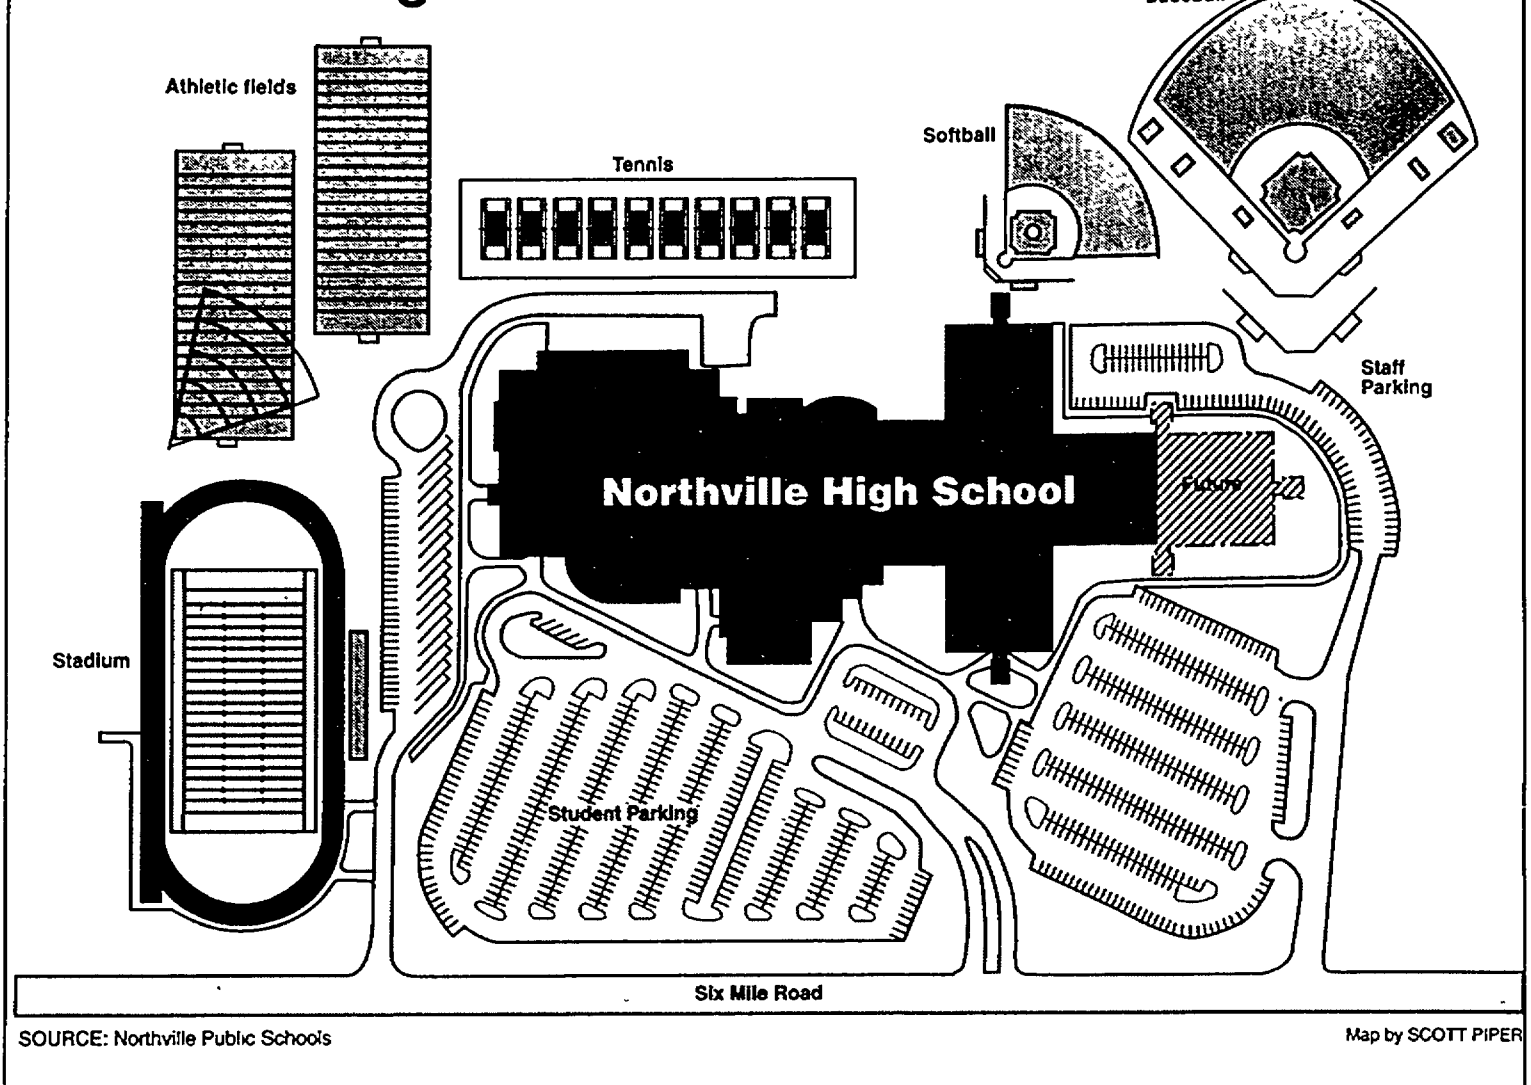 Athletic fields
Softball
Tennis
Staff
Parking
Northville High School
Future
Stadium
Student Parking
Six Mile Road
SOURCE: Northville Public Schools
Map by SCOTT PIPER